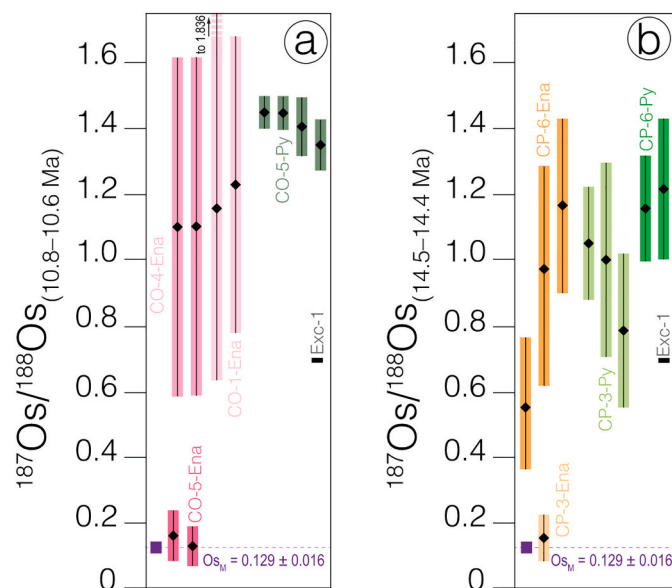 a
187Os/188Os(10.8–10.6 Ma)
1.6
1.4
1.2
1.0
0.8
0.6
0.4
0.2
0
to 1.836
CO-4-Ena
CO-1-Ena
CO-5-Py
Exc-1
CO-5-Ena
OsM = 0.129 ± 0.016
b
187Os/188Os(14.5–14.4 Ma)
1.6
1.4
1.2
1.0
0.8
0.6
0.4
0.2
0
CP-6-Ena
CP-6-Py
CP-3-Py
Exc-1
CP-3-Ena
OsM = 0.129 ± 0.016